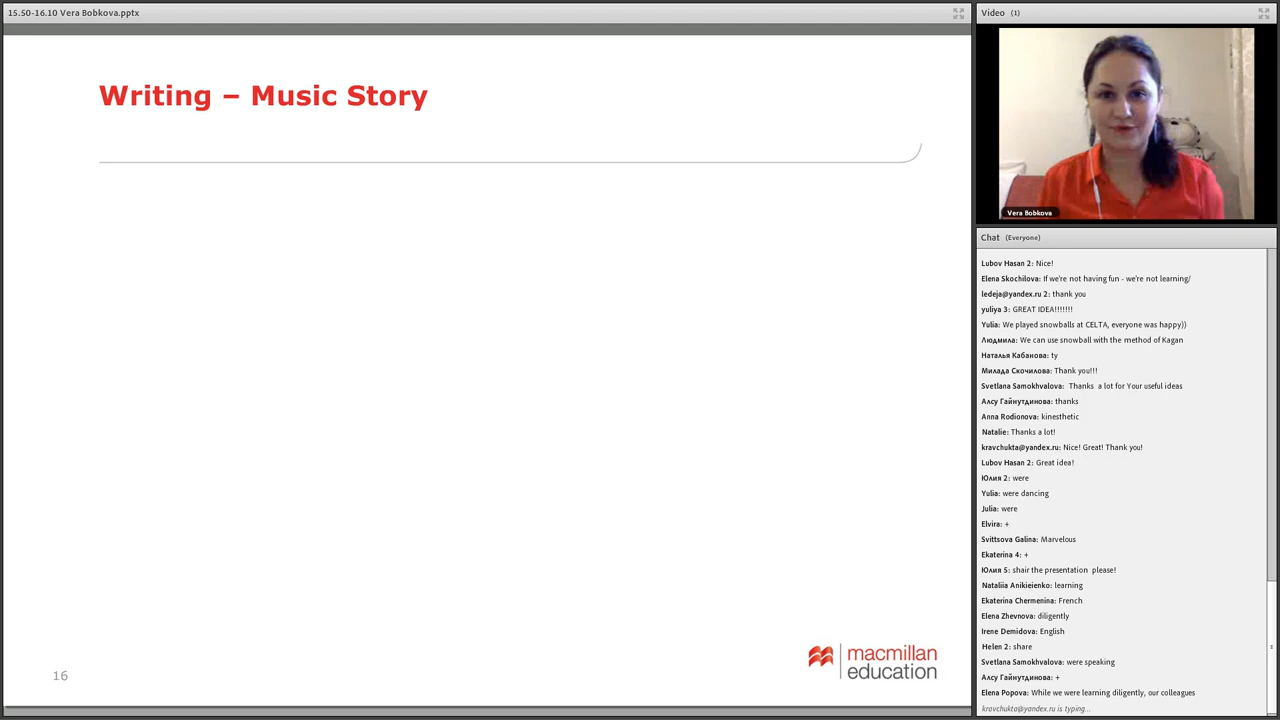 15.50-16.10 Vera Bobkova.pptx
Writing – Music Story
16
macmillan
education
Video (1)
Vera Bobkova
Chat (Everyone)
Lubov Hasan 2: Nice!
Elena Skochilova: If we're not having fun - we're not learning/
ledeja@yandex.ru 2: thank you
yuliya 3: GREAT IDEA!!!!!!!
Yulia: We played snowballs at CELTA, everyone was happy))
Людмила: We can use snowball with the method of Kagan
Наталья Кабанова: ty
Милада Скочилова: Thank you!!!
Svetlana Samokhvalova: Thanks a lot for Your useful ideas
Алсу Гайнутдинова: thanks
Anna Rodionova: kinesthetic
Natalie: Thanks a lot!
kravchukta@yandex.ru: Nice! Great! Thank you!
Lubov Hasan 2: Great idea!
Юлия 2: were
Yulia: were dancing
Julia: were
Elvira: +
Svittsova Galina: Marvelous
Ekaterina 4: +
Юлия 5: shair the presentation please!
Nataliia Anikieienko: learning
Ekaterina Chermenina: French
Elena Zhevnova: diligently
Irene Demidova: English
Helen 2: share
Svetlana Samokhvalova: were speaking
Алсу Гайнутдинова: +
Elena Popova: While we were learning diligently, our colleagues
kravchukta@yandex.ru is typing...